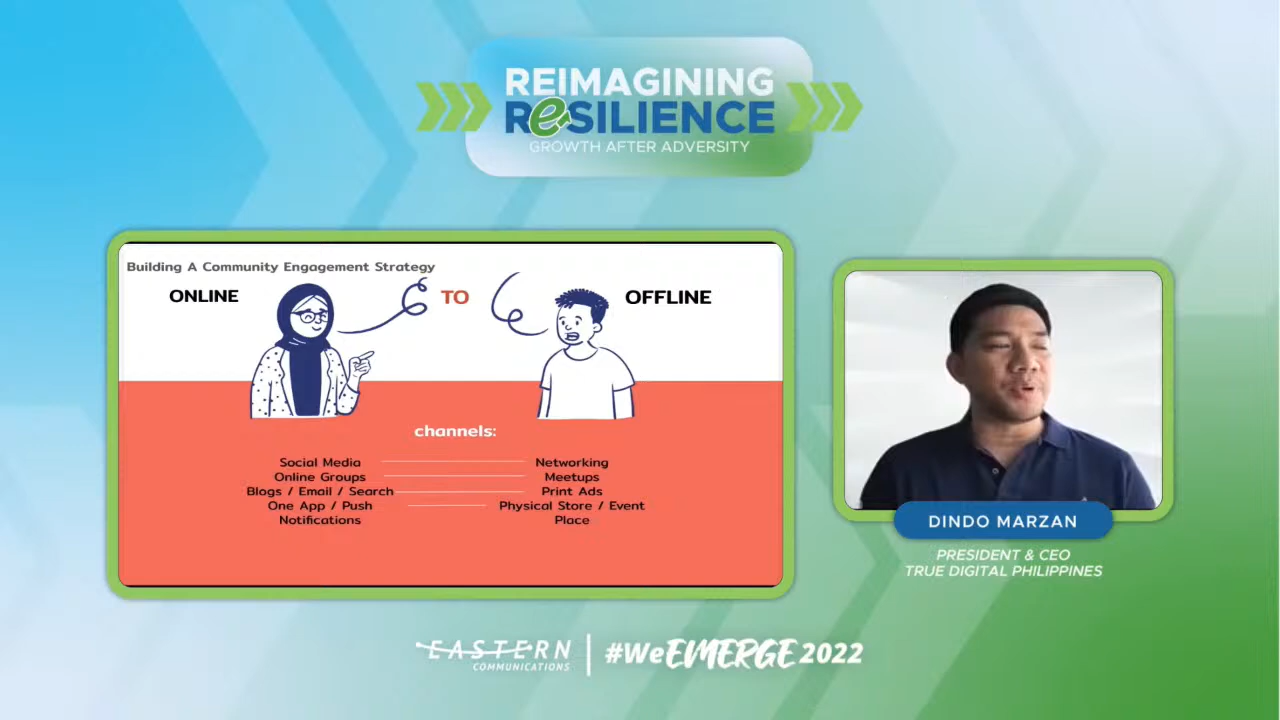 REIMAGINING
ReSILIENCE
GROWTH AFTER ADVERSITY
Building A Community Engagement Strategy
ONLINE TO OFFLINE
channels:
Social Media Networking
Online Groups Meetups
Blogs / Email / Search Print Ads
One App / Push Physical Store / Event
Notifications Place
DINDO MARZAN
PRESIDENT & CEO
TRUE DIGITAL PHILIPPINES
EASTERN
COMMUNICATIONS
#WeEMERGE2022